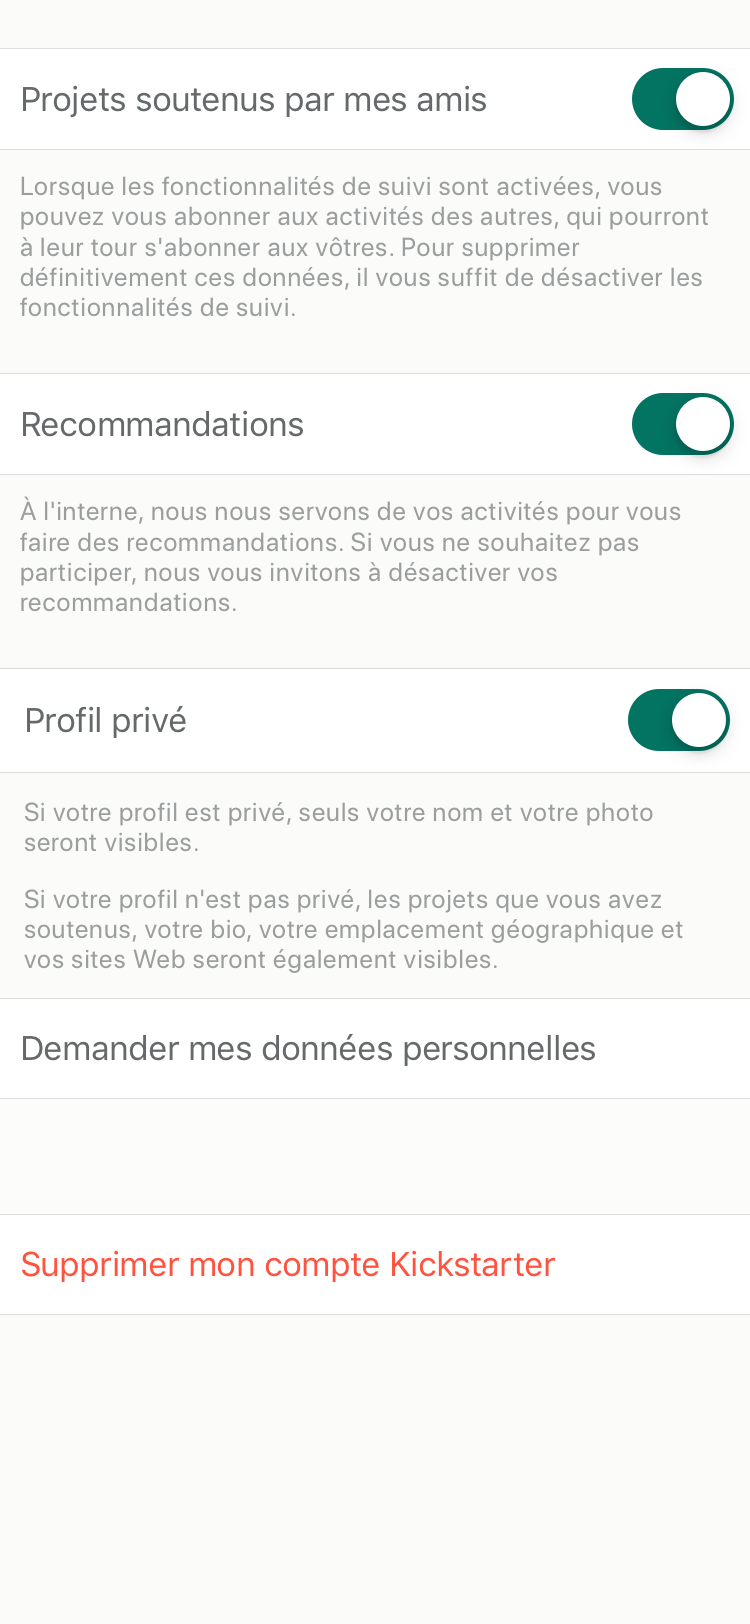 Projets soutenus par mes amis
Lorsque les fonctionnalités de suivi sont activées, vous
pouvez vous abonner aux activités des autres, qui pourront
à leur tour s'abonner aux vôtres. Pour supprimer
définitivement ces données, il vous suffit de désactiver les
fonctionnalités de suivi.
Recommandations
À l'interne, nous nous servons de vos activités pour vous
faire des recommandations. Si vous ne souhaitez pas
participer, nous vous invitons à désactiver vos
recommandations.
Profil privé
Si votre profil est privé, seuls votre nom et votre photo
seront visibles.
Si votre profil n'est pas privé, les projets que vous avez
soutenus, votre bio, votre emplacement géographique et
vos sites Web seront également visibles.
Demander mes données personnelles
Supprimer mon compte Kickstarter